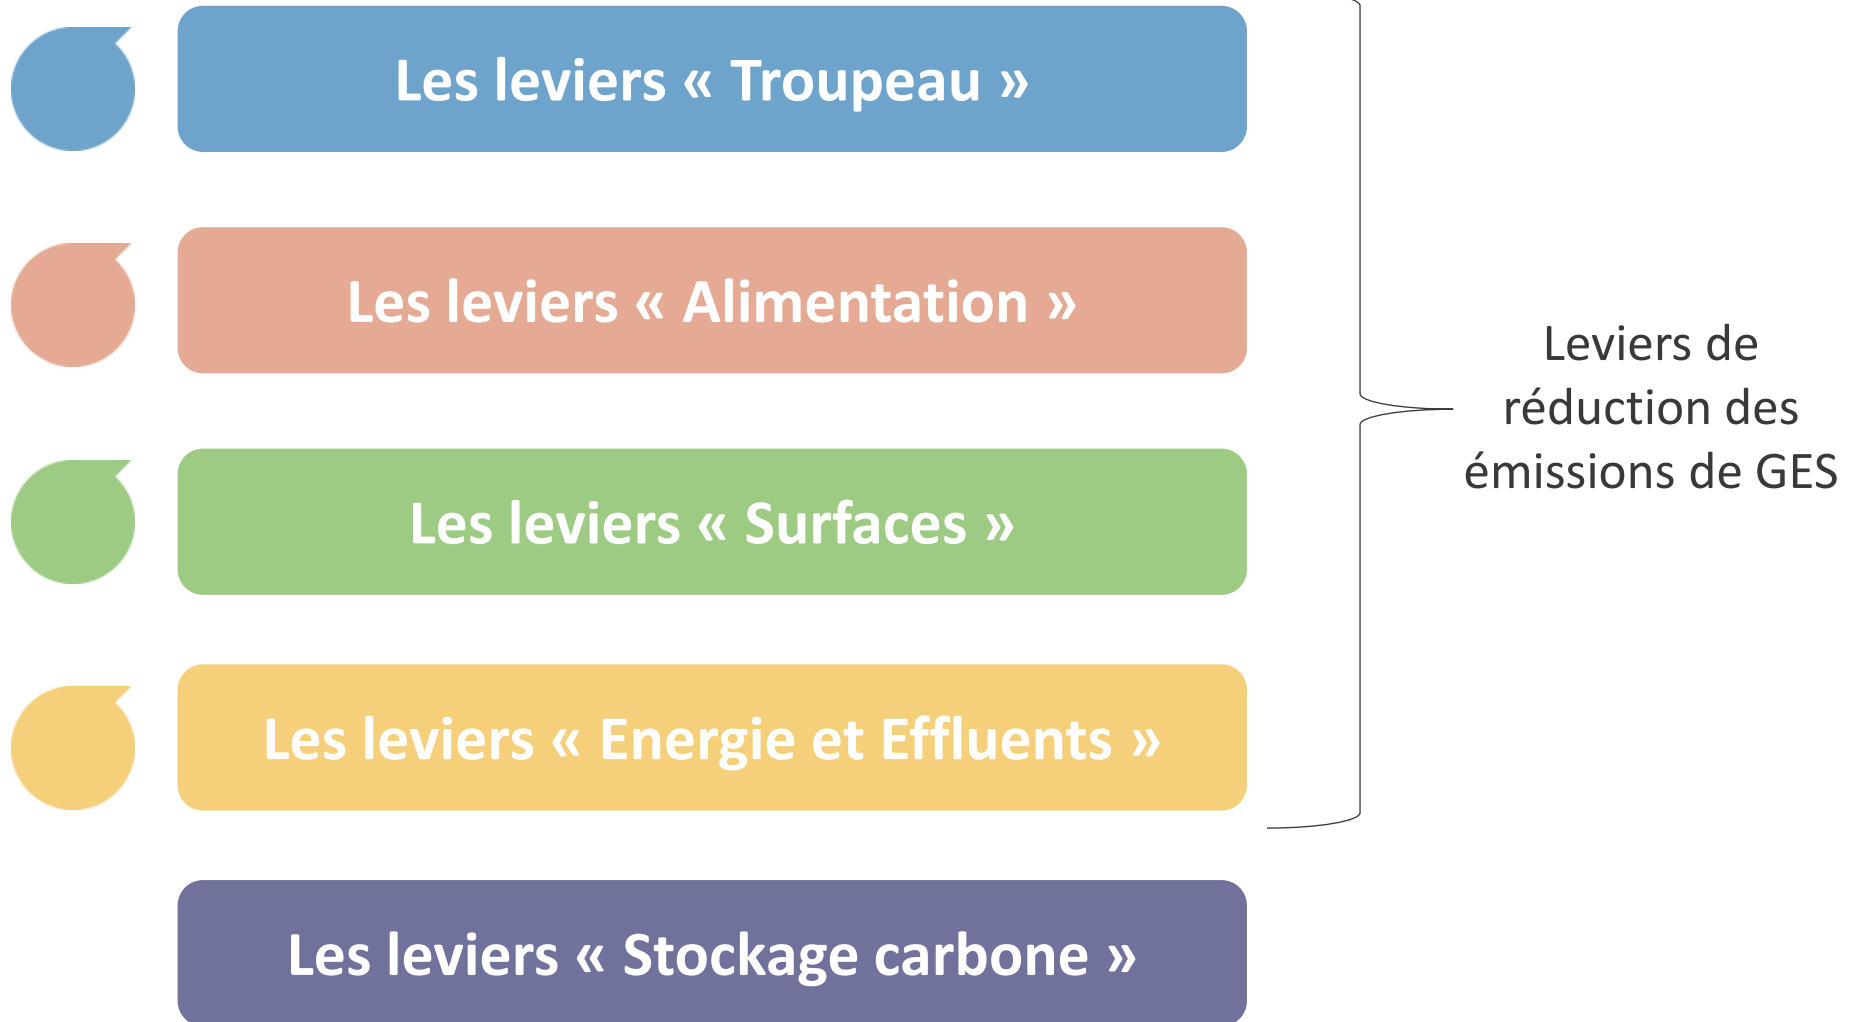 Les leviers « Troupeau »
Les leviers « Alimentation »
Les leviers « Surfaces »
Les leviers « Energie et Effluents »
Les leviers « Stockage carbone »
Leviers de
réduction des
émissions de GES